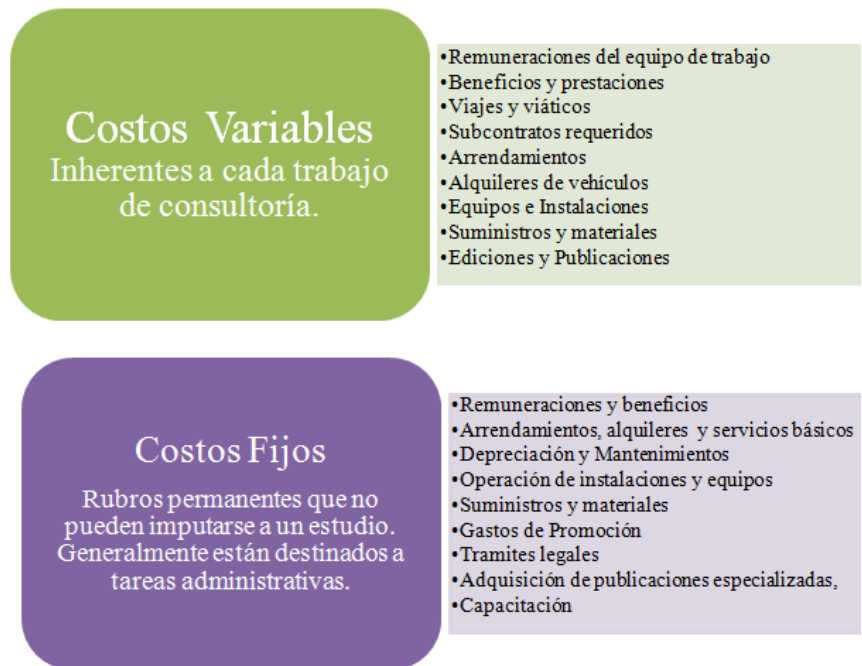 Costos Variables
Inherentes a cada trabajo
de consultoría.
•Remuneraciones del equipo de trabajo
•Beneficios y prestaciones
•Viajes y viáticos
•Subcontratos requeridos
•Arrendamientos
•Alquileres de vehículos
•Equipos e Instalaciones
•Suministros y materiales
•Ediciones y Publicaciones
Costos Fijos
Rubros permanentes que no
pueden imputarse a un estudio.
Generalmente están destinados a
tareas administrativas.
•Remuneraciones y beneficios
•Arrendamientos, alquileres y servicios básicos
•Depreciación y Mantenimientos
•Operación de instalaciones y equipos
•Suministros y materiales
•Gastos de Promoción
•Tramites legales
•Adquisición de publicaciones especializadas,
•Capacitación